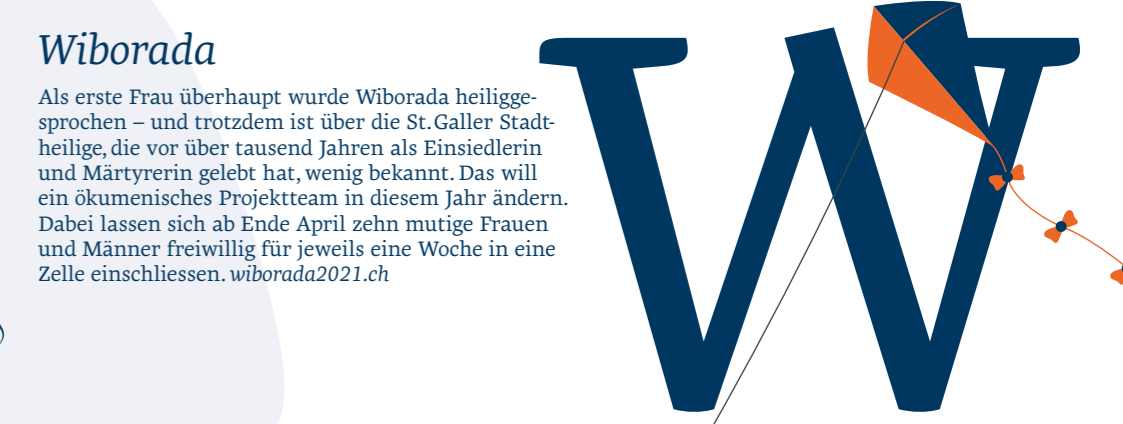 Wiborada
Als erste Frau überhaupt wurde Wiborada heiligge-
sprochen – und trotzdem ist über die St.Galler Stadt-
heilige, die vor über tausend Jahren als Einsiedlerin
und Märtyrerin gelebt hat, wenig bekannt. Das will
ein ökumenisches Projektteam in diesem Jahr ändern.
Dabei lassen sich ab Ende April zehn mutige Frauen
und Männer freiwillig für jeweils eine Woche in eine
Zelle einschliessen. wiborada2021.ch
W